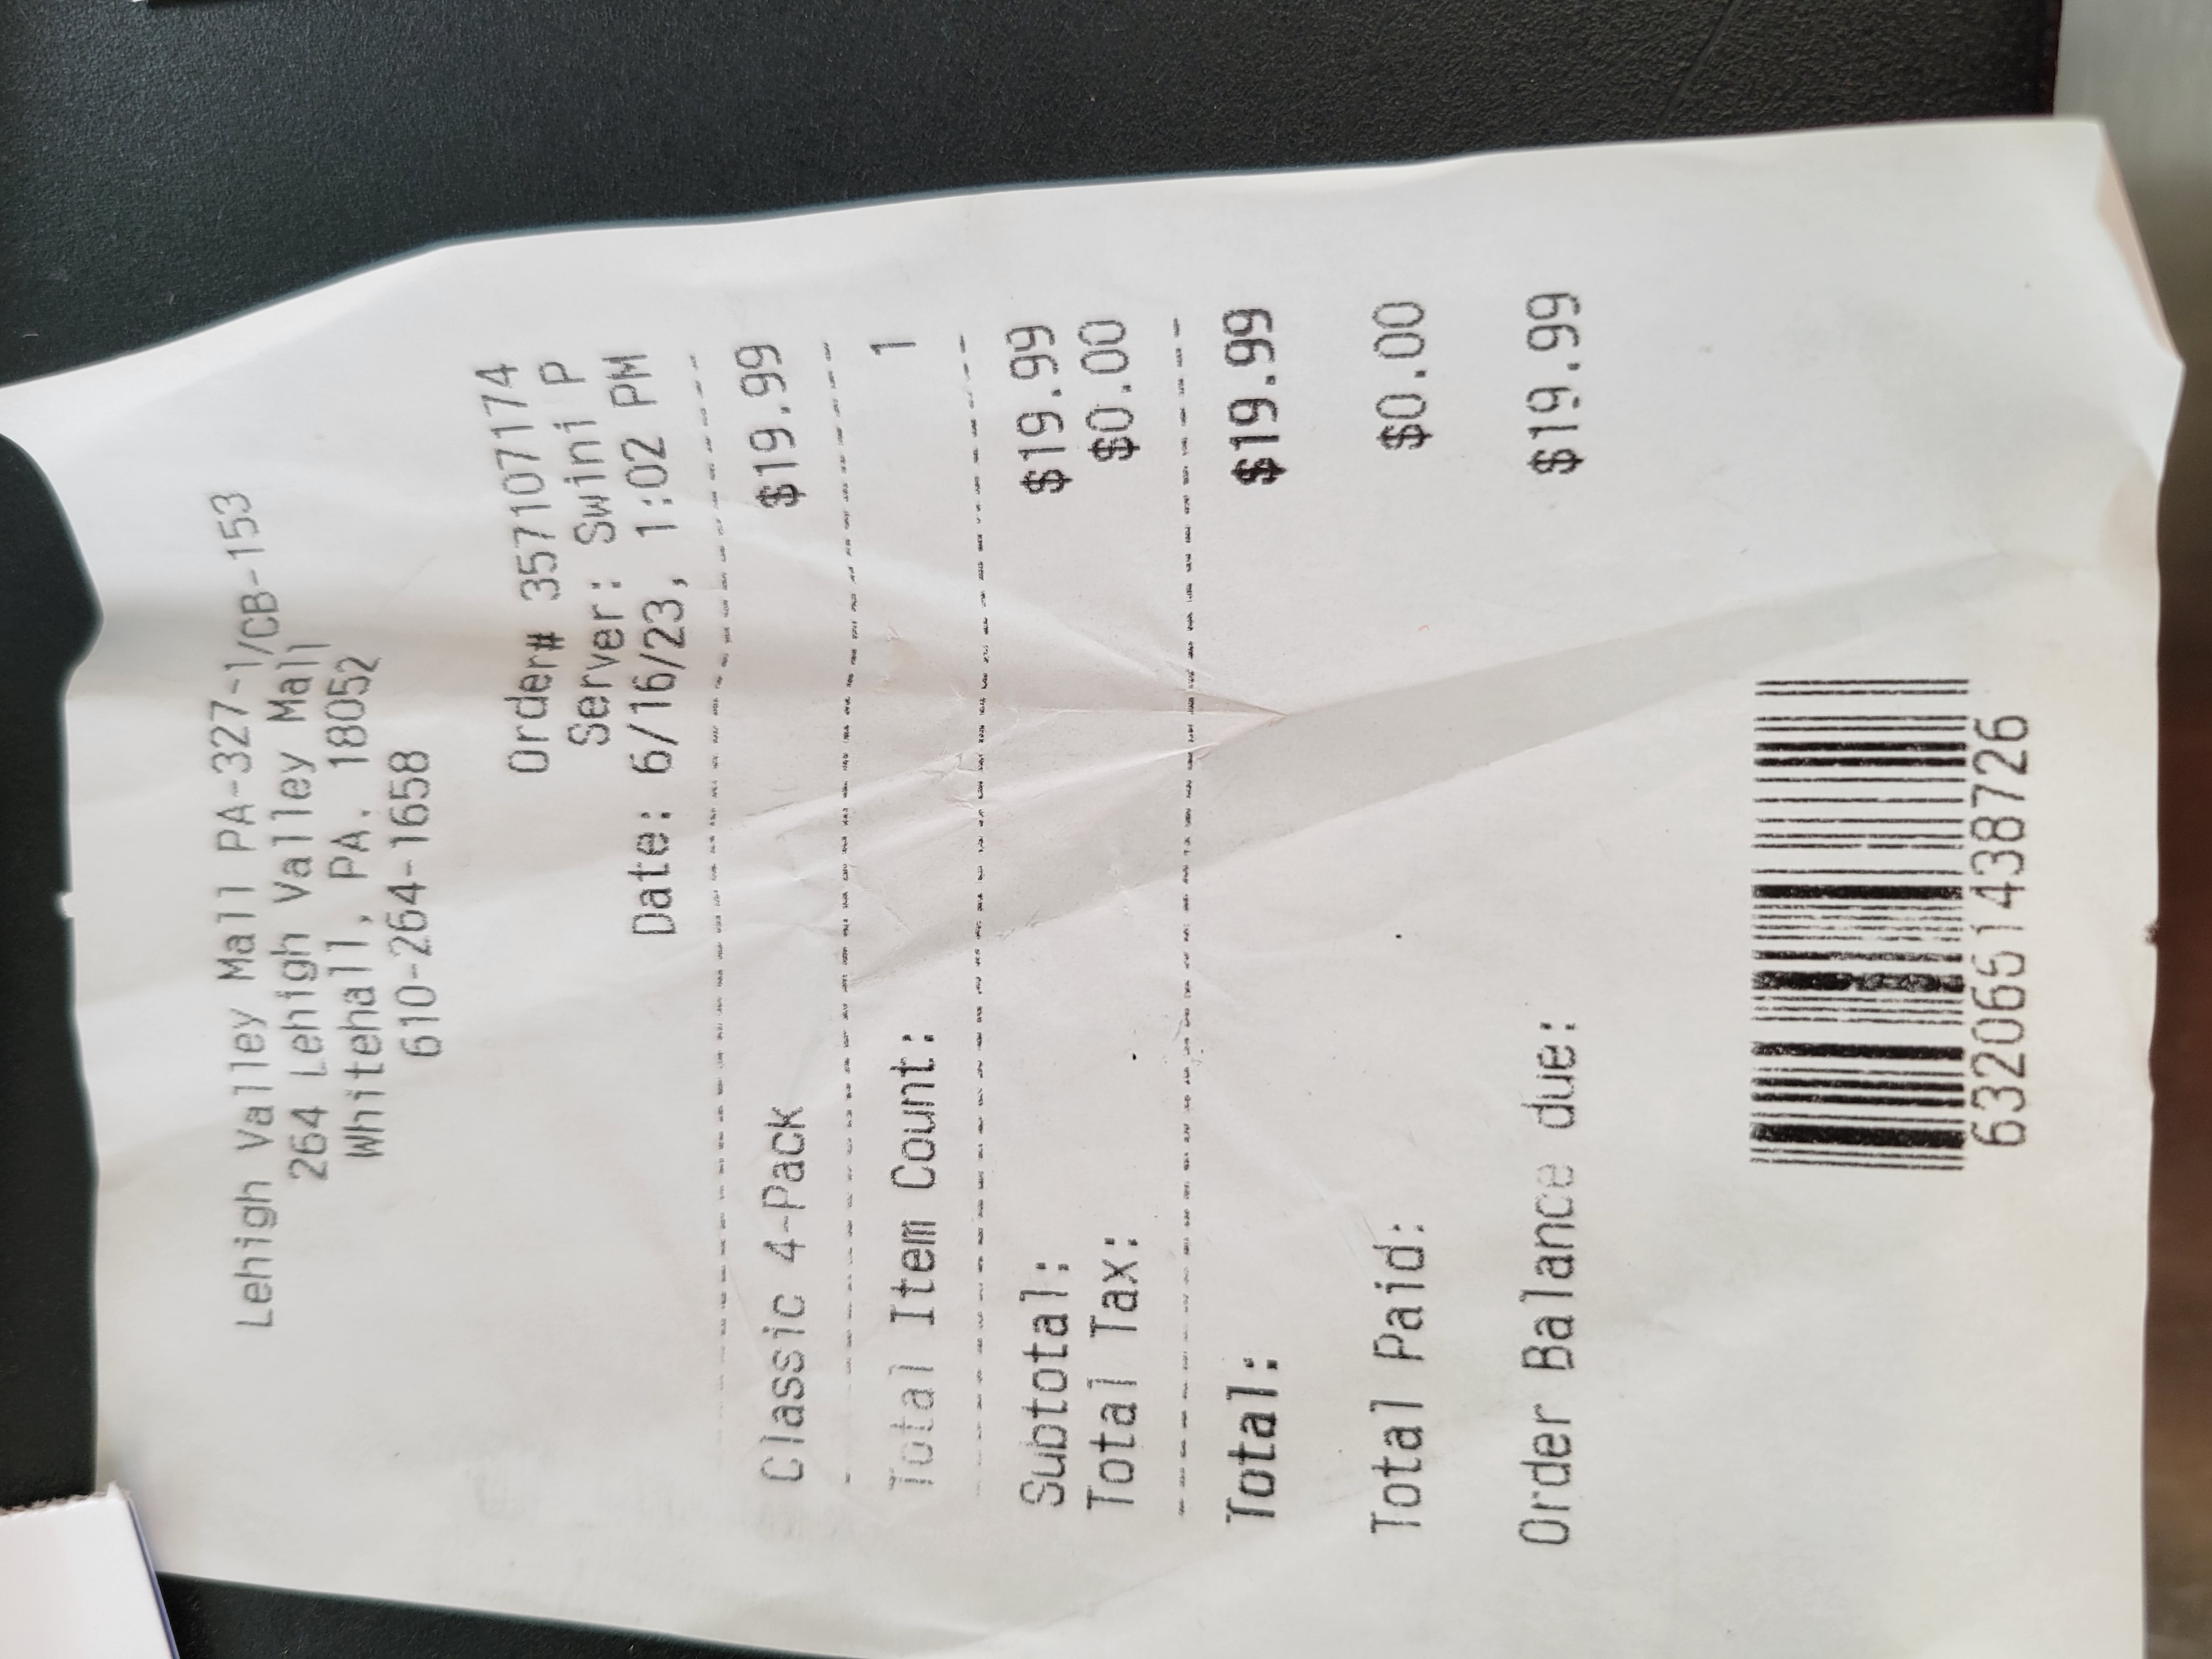 Lehigh Valley Mall PA-327-1/CB-153
264 Lehigh Valley Mall
Whitehall, PA. 18052
610-264-1658
Order# 357107174
Server: Swini P
Date: 6/16/23, 1:02 PM
Classic 4-Pack $19.99
Total Item Count: 1
Subtotal: $19.99
Total Tax: $0.00
Total: $19.99
Total Paid: $0.00
Order Balance due: $19.99
6320651438726